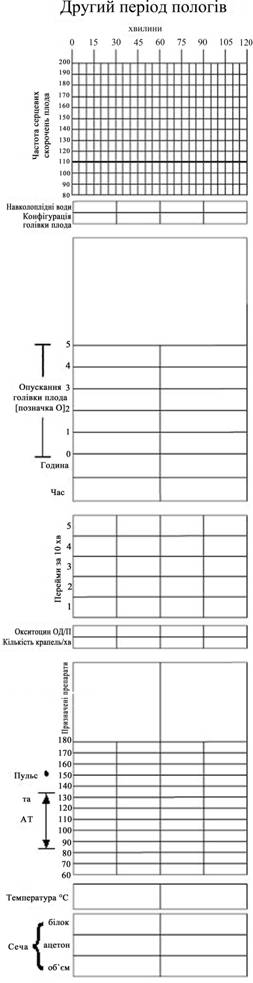 Другий період пологів
хвилини
0 15 30 45 60 75 90 105 120
Частота серцевих
скорочень плода
200
190
180
170
160
150
140
130
120
110
100
90
80
Навколоплідні води
Конфігурація
голівки плода
5
4
Опускання 3
голівки плода
[позначка О]2
1
0
Година
Час
Перейми за 10 хв
5
4
3
2
1
Окситоцин ОД/П
Кількість крапель/хв
Призначені препарати
180
170
160
Пульс 150
140
та 130
120
АТ 110
100
90
80
70
60
Температура °С
білок
Сеча ацетон
об`єм